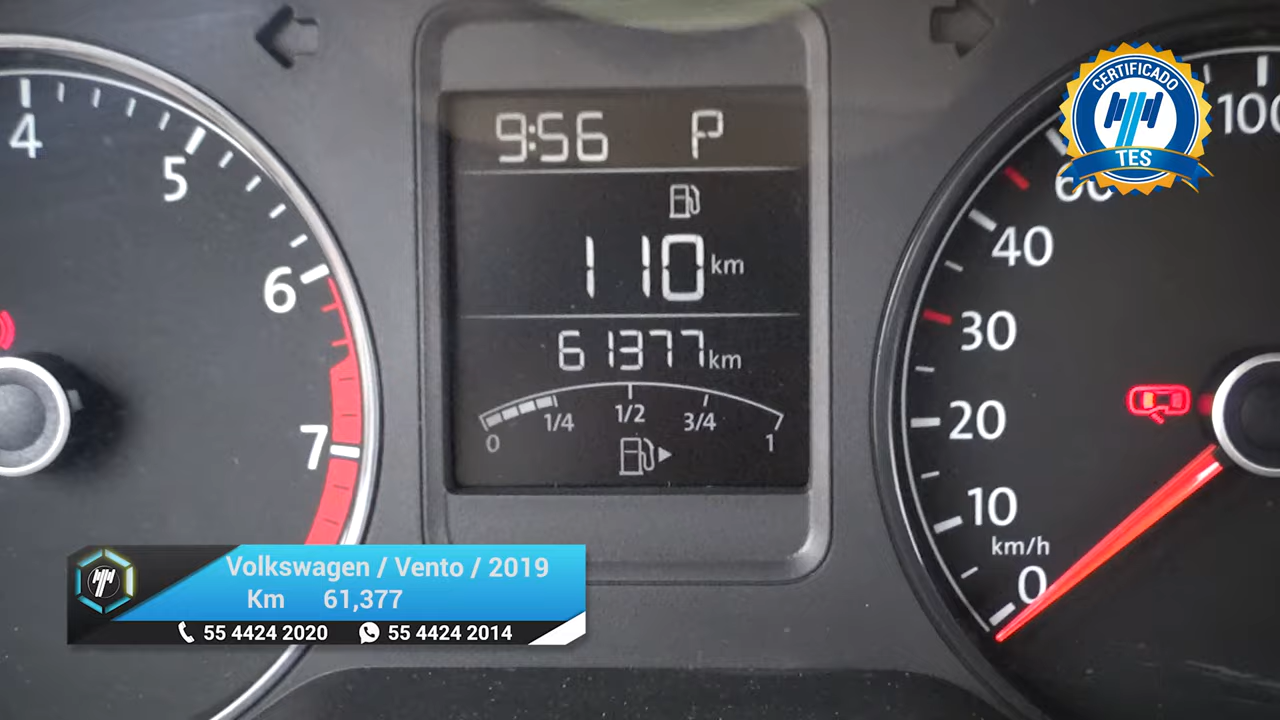 4
5
6
7
9:56 P
110 km
61377 km
0 1/4 1/2 3/4 1
100
60
40
30
20
10
km/h
0
CERTIFICADO
TES
Volkswagen / Vento / 2019
Km 61,377
55 4424 2020 55 4424 2014